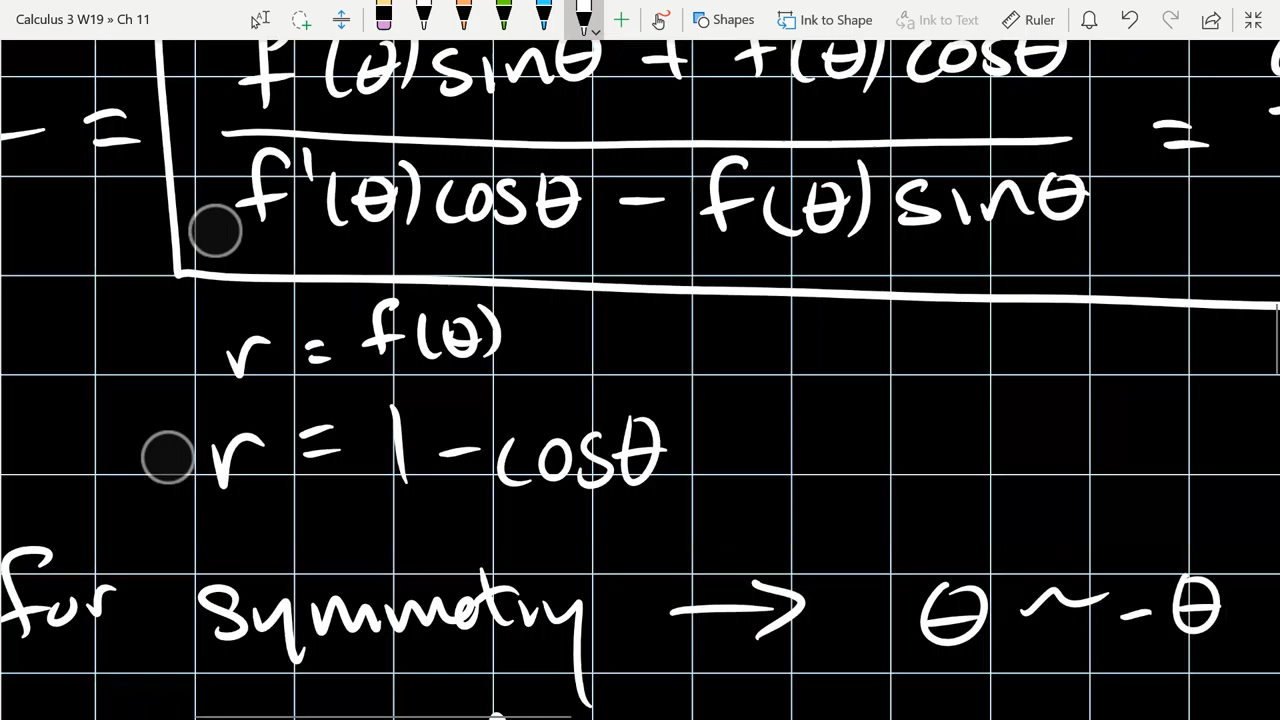 Calculus 3 W19 » Ch 11
Shapes
Ink to Shape
Ink to Text
Ruler
f'(θ)sinθ + f(θ)cosθ
— = ——— =
f'(θ)cosθ - f(θ)sinθ
r = f(θ)
r = 1 - cosθ
for symmetry → θ ~ -θ